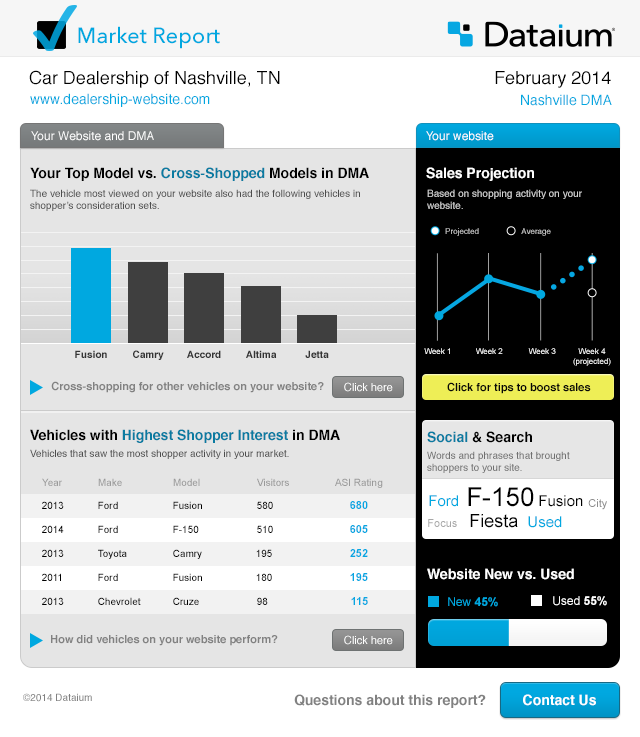 Market Report
Dataium
Car Dealership of Nashville, TN
www.dealership-website.com
February 2014
Nashville DMA
Your Website and DMA
Your Top Model vs. Cross-Shopped Models in DMA
The vehicle most viewed on your website also had the following vehicles in
shopper's consideration sets.
Fusion Camry Accord Altima Jetta
Cross-shopping for other vehicles on your website? Click here
Vehicles with Highest Shopper Interest in DMA
Vehicles that saw the most shopper activity in your market.
Year Make Model Visitors ASI Rating
2013 Ford Fusion 580 680
2014 Ford F-150 510 605
2013 Toyota Camry 195 252
2011 Ford Fusion 180 195
2013 Chevrolet Cruze 98 115
How did vehicles on your website perform? Click here
Your website
Sales Projection
Based on shopping activity on your
website.
Projected Average
Week 1 Week 2 Week 3 Week 4
(projected)
Click for tips to boost sales
Social & Search
Words and phrases that brought
shoppers to your site.
Ford F-150 Fusion City
Focus Fiesta Used
Website New vs. Used
New 45% Used 55%
©2014 Dataium
Questions about this report? Contact Us